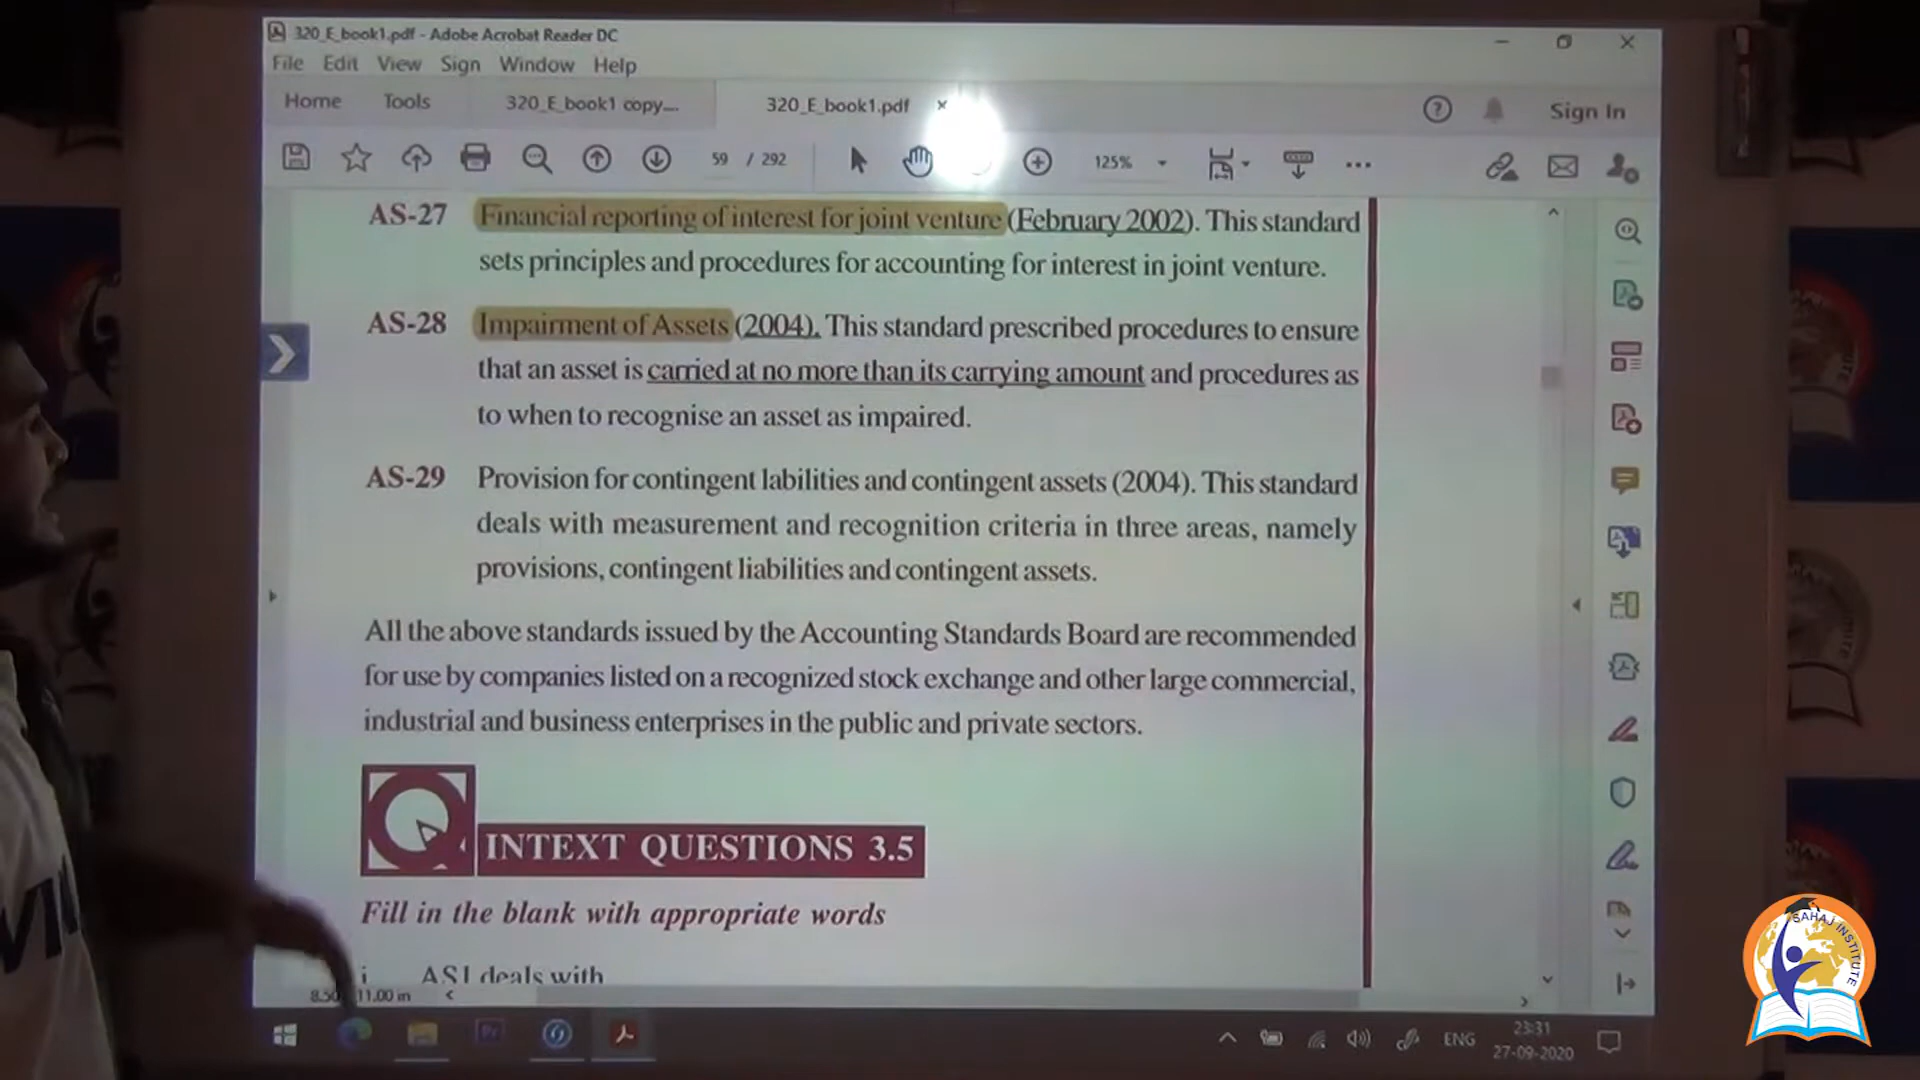 320_E_book1.pdf - Adobe Acrobat Reader DC
File Edit View Sign Window Help
Home Tools 320_E_book1 copy.... 320_E_book1.pdf × Sign In
59 / 292 125%
AS-27 Financial reporting of interest for joint venture (February 2002). This standard
sets principles and procedures for accounting for interest in joint venture.
AS-28 Impairment of Assets (2004). This standard prescribed procedures to ensure
that an asset is carried at no more than its carrying amount and procedures as
to when to recognise an asset as impaired.
AS-29 Provision for contingent labilities and contingent assets (2004). This standard
deals with measurement and recognition criteria in three areas, namely
provisions, contingent liabilities and contingent assets.
All the above standards issued by the Accounting Standards Board are recommended
for use by companies listed on a recognized stock exchange and other large commercial,
industrial and business enterprises in the public and private sectors.
INTEXT QUESTIONS 3.5
Fill in the blank with appropriate words
i AS1 deals with
11.00 in
Pr
ENG
23:31
27-09-2020
SAHAJ INSTITUTE